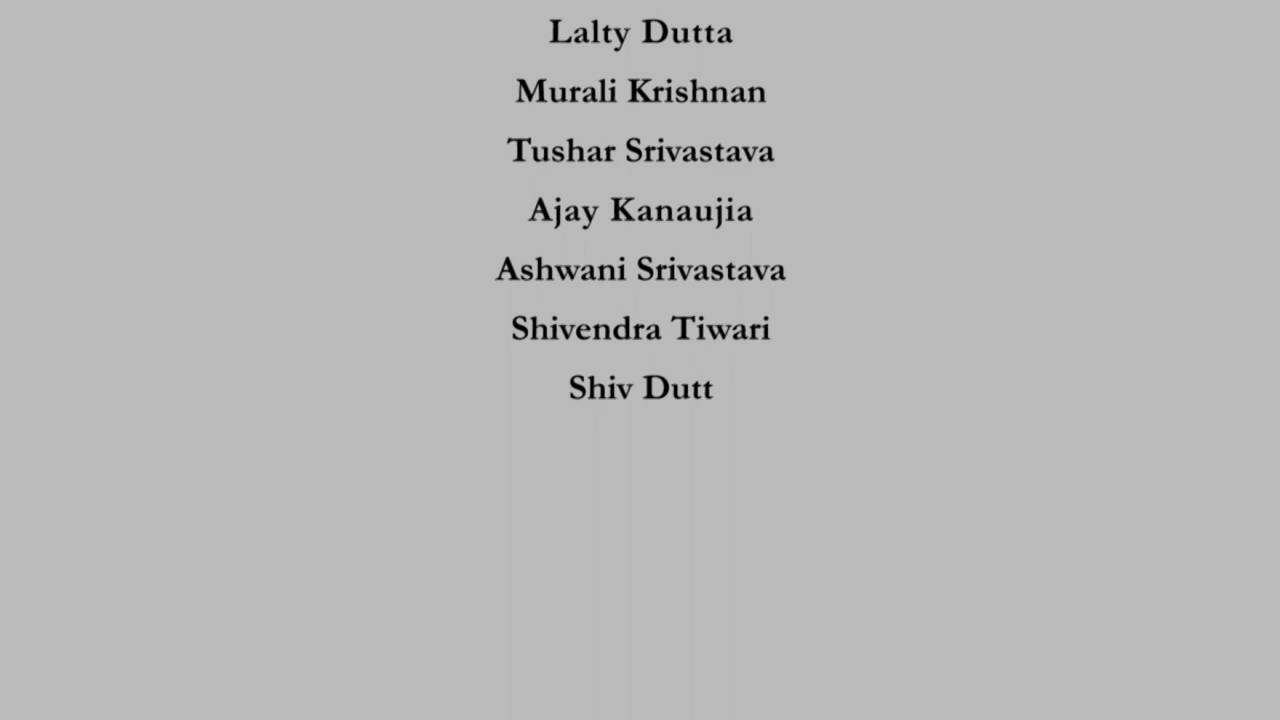 Lalty Dutta
Murali Krishnan
Tushar Srivastava
Ajay Kanaujia
Ashwani Srivastava
Shivendra Tiwari
Shiv Dutt